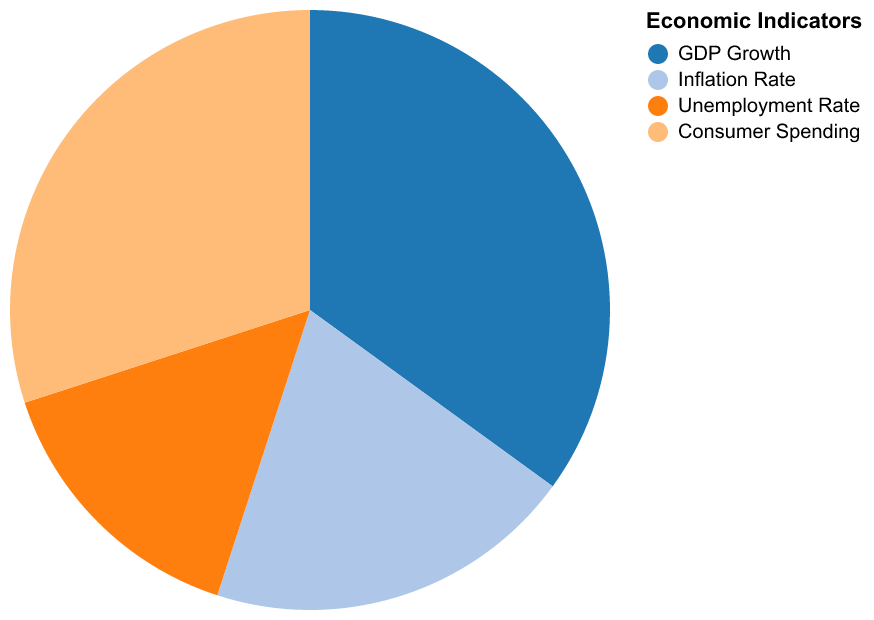 Economic Indicators
GDP Growth
Inflation Rate
Unemployment Rate
Consumer Spending